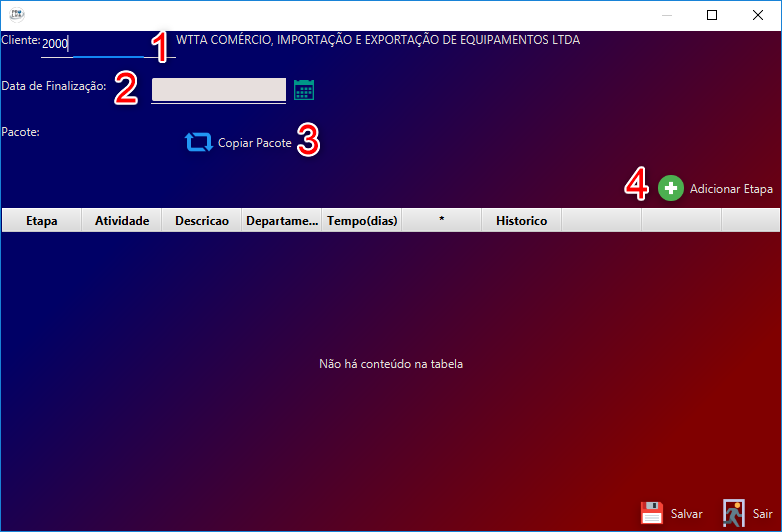 Cliente: 2000 1 WTTA COMÉRCIO, IMPORTAÇÃO E EXPORTAÇÃO DE EQUIPAMENTOS LTDA
Data de Finalização: 2
Pacote:
Copiar Pacote 3
4 Adicionar Etapa
Etapa Atividade Descricao Departame... Tempo(dias) * Historico
Não há conteúdo na tabela
Salvar Sair